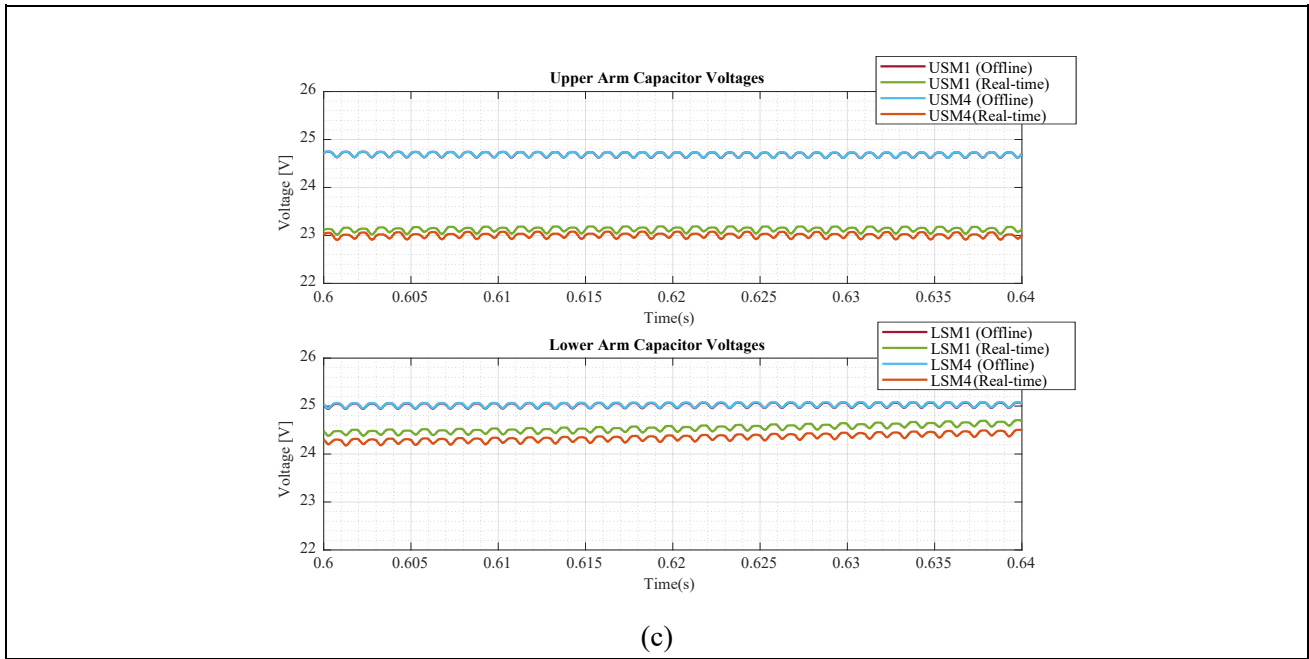 Upper Arm Capacitor Voltages
USM1 (Offline)
USM1 (Real-time)
USM4 (Offline)
USM4(Real-time)
26
25
24
23
22
Voltage [V]
0.6 0.605 0.61 0.615 0.62 0.625 0.63 0.635 0.64
Time(s)
Lower Arm Capacitor Voltages
LSM1 (Offline)
LSM1 (Real-time)
LSM4 (Offline)
LSM4(Real-time)
26
25
24
23
22
Voltage [V]
0.6 0.605 0.61 0.615 0.62 0.625 0.63 0.635 0.64
Time(s)
(c)